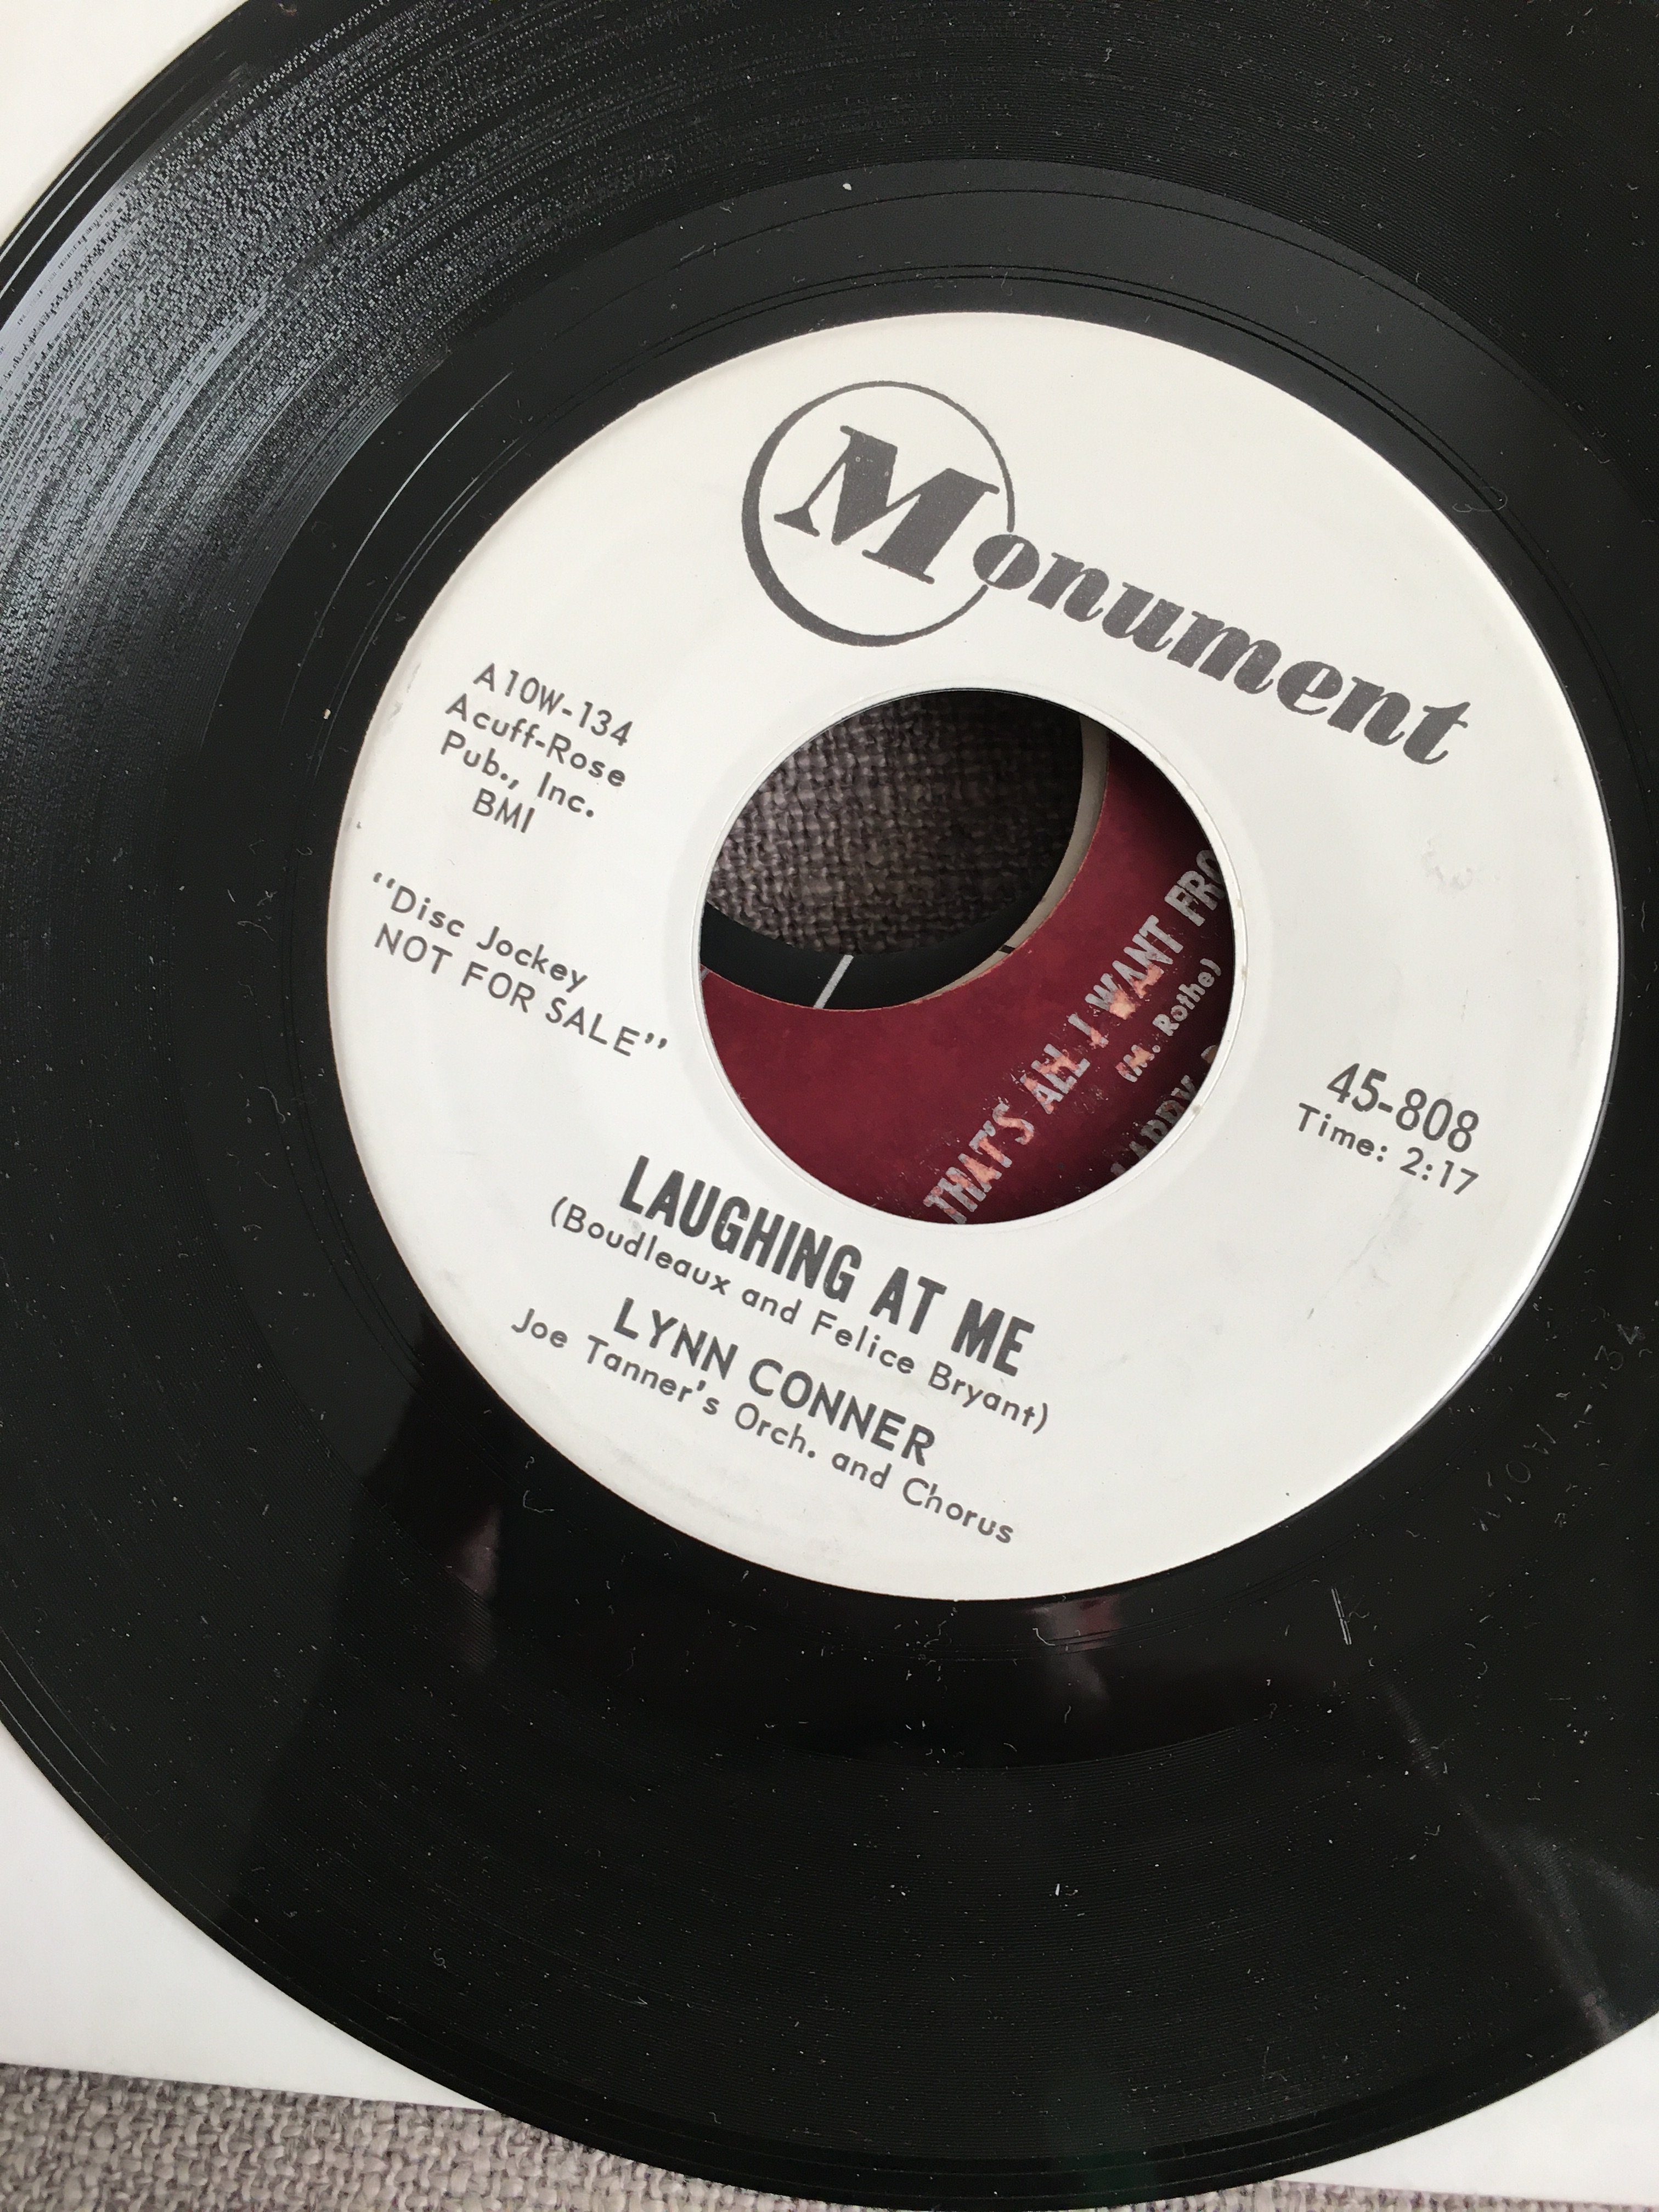 Monument
A10W-134
Acuff-Rose
Pub., Inc.
BMI
"Disc Jockey
NOT FOR SALE"
45-808
Time: 2:17
LAUGHING AT ME
(Boudleaux and Felice Bryant)
LYNN CONNER
Joe Tanner's Orch. and Chorus
THAT'S ALL I WANT FRO
(M. Rothe)